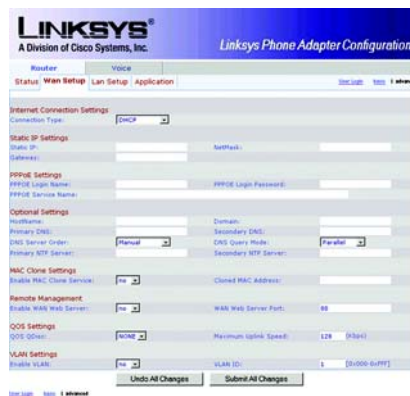 LINKSYS®
A Division of Cisco Systems, Inc.
Linksys Phone Adapter Configuration
Router Voice
Status Wan Setup Lan Setup Application User Login basic | advanced
Internet Connection Settings
Connection Type: DHCP
Static IP Settings
Static IP: NetMask:
Gateway:
PPPoE Settings
PPPOE Login Name: PPPOE Login Password:
PPPOE Service Name:
Optional Settings
HostName: Domain:
Primary DNS: Secondary DNS:
DNS Server Order: Manual DNS Query Mode: Parallel
Primary NTP Server: Secondary NTP Server:
MAC Clone Settings
Enable MAC Clone Service: no Cloned MAC Address:
Remote Management
Enable WAN Web Server: no WAN Web Server Port: 80
QOS Settings
QOS QDisc: NONE Maximum Uplink Speed: 128 (Kbps)
VLAN Settings
Enable VLAN: no VLAN ID: 1 [0x000-0xFFF]
Undo All Changes Submit All Changes
User Login basic | advanced